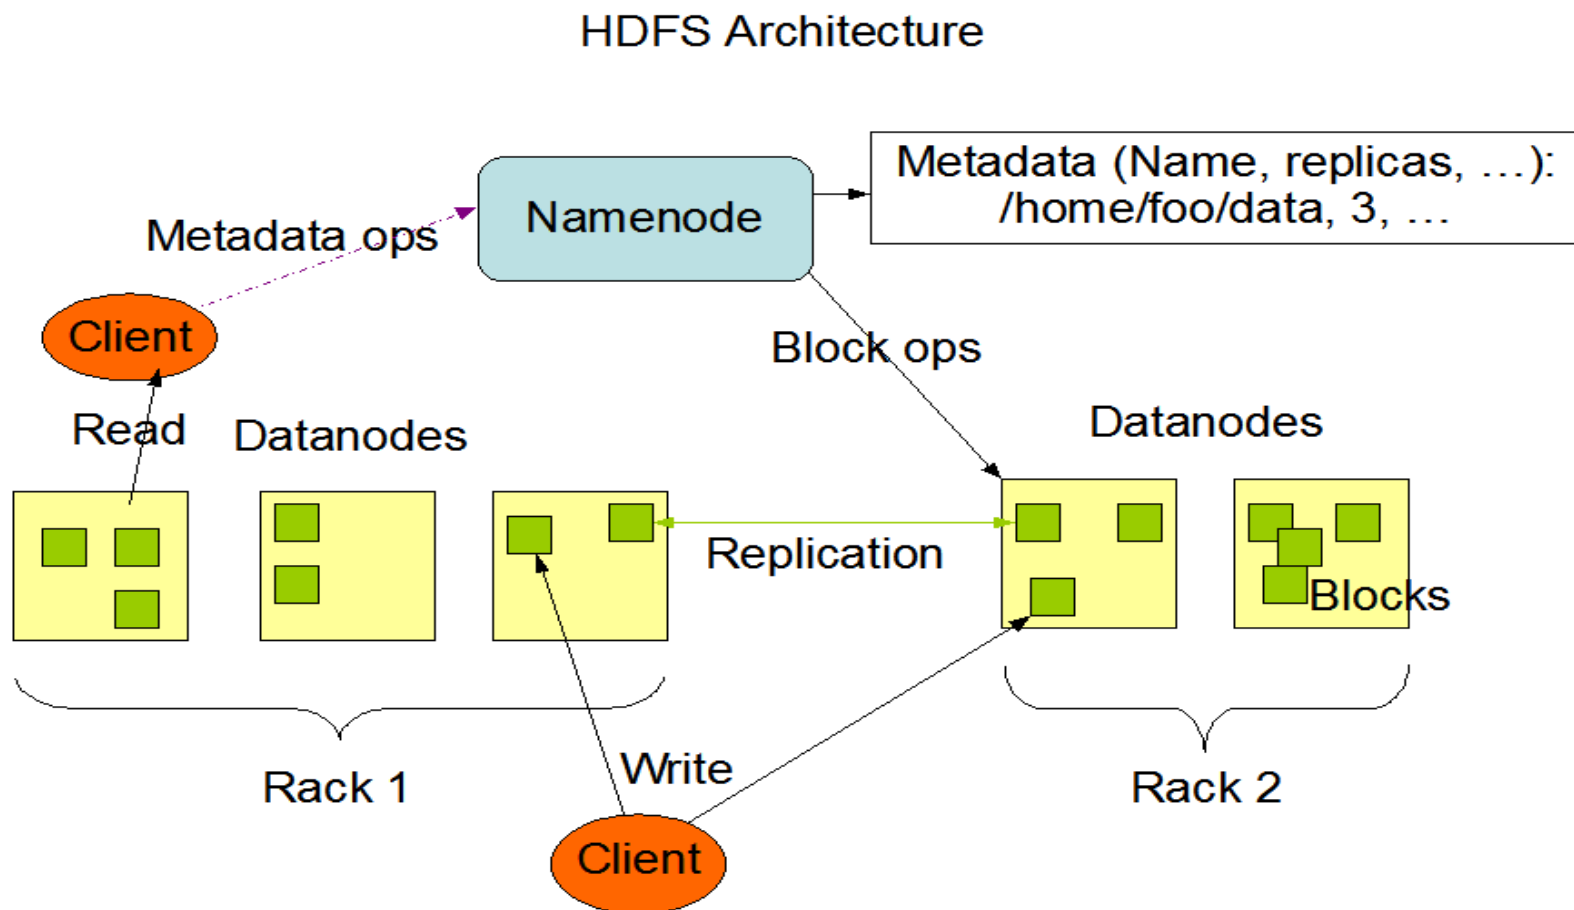 HDFS Architecture
Metadata (Name, replicas, …):
/home/foo/data, 3, …
Namenode
Metadata ops
Client
Block ops
Read
Datanodes
Datanodes
Replication
Blocks
Rack 1
Write
Rack 2
Client